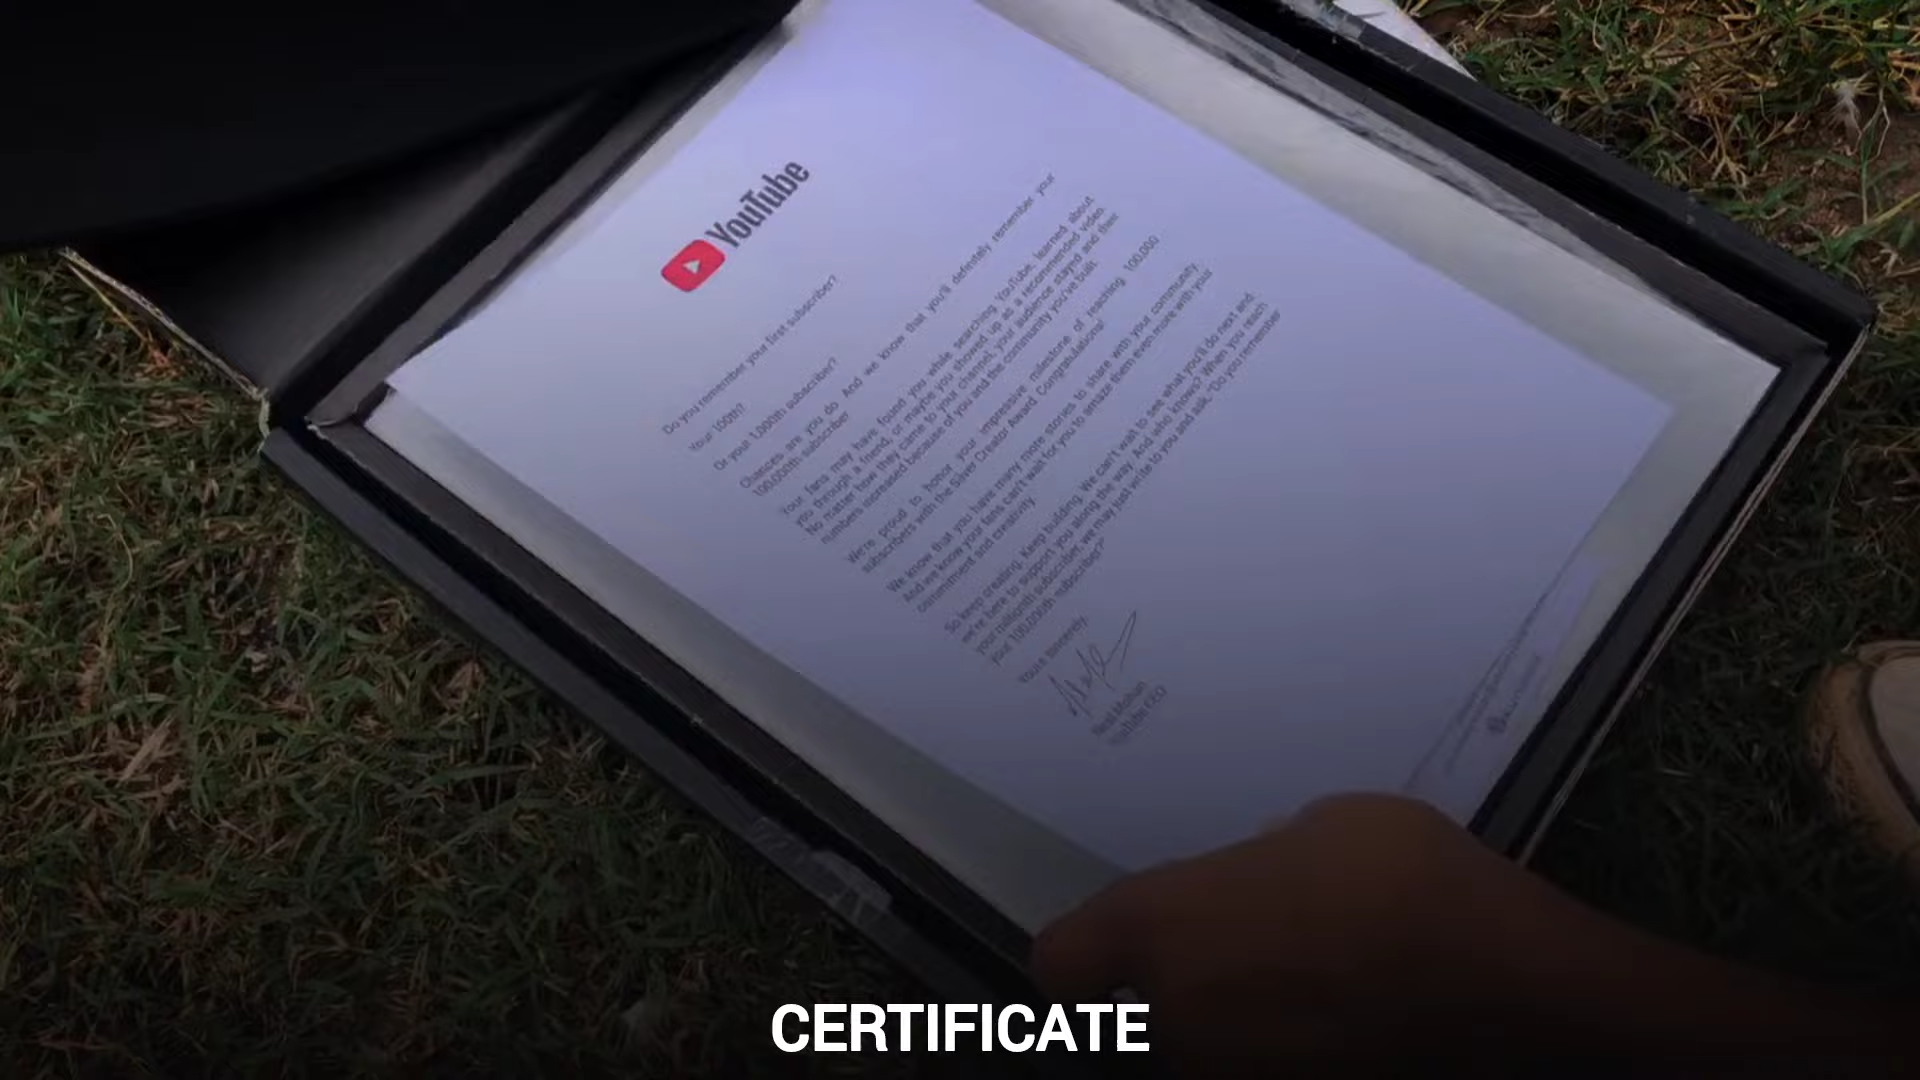 YouTube
Do you remember your first subscriber?
Your 100th?
Or your 1,000th subscriber?
Chances are you do. And we know that you'll definitely remember your
100,000th subscriber.
Your fans may have found you while searching YouTube, learned about
you through a friend, or maybe you showed up as a recommended video.
No matter how they came to your channel, your audience stayed and their
numbers increased because of you and the community you've built.
We're proud to honor your impressive milestone of reaching 100,000
subscribers with the Silver Creator Award. Congratulations!
We know that you have many more stories to share with your community.
And we know your fans can't wait for you to amaze them even more with your
commitment and creativity.
So keep creating. Keep building. We can't wait to see what you'll do next and
we're here to support you along the way. And who knows? When you reach
your millionth subscriber, we may just write to you and ask, "Do you remember
your 100,000th subscriber?"
Yours sincerely,
Neal Mohan
YouTube CEO
CERTIFICATE